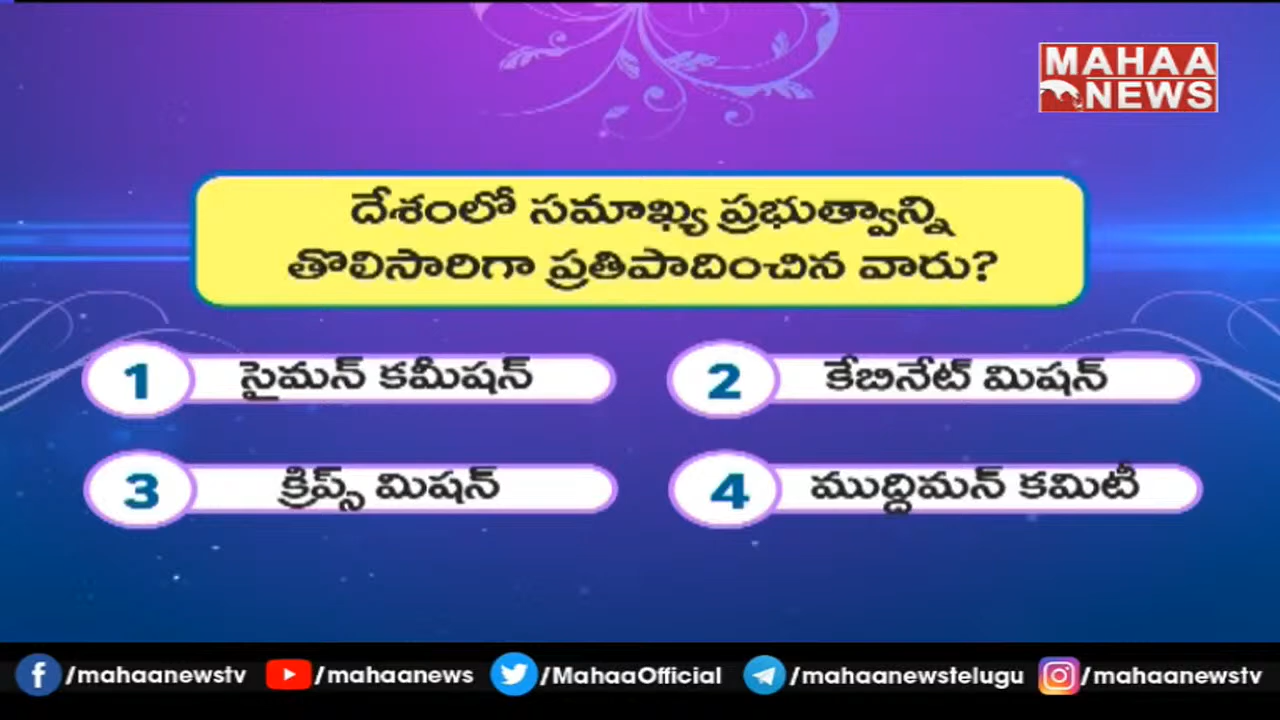 MAHAA
NEWS
దేశంలో సమాఖ్య ప్రభుత్వాన్ని
తొలిసారిగా ప్రతిపాదించిన వారు?
1 సైమన్ కమీషన్
2 కేబినేట్ మిషన్
3 క్రిప్స్ మిషన్
4 ముద్దిమన్ కమిటీ
/mahaanewstv /mahaanews /MahaaOfficial /mahaanewstelugu /mahaanewstv